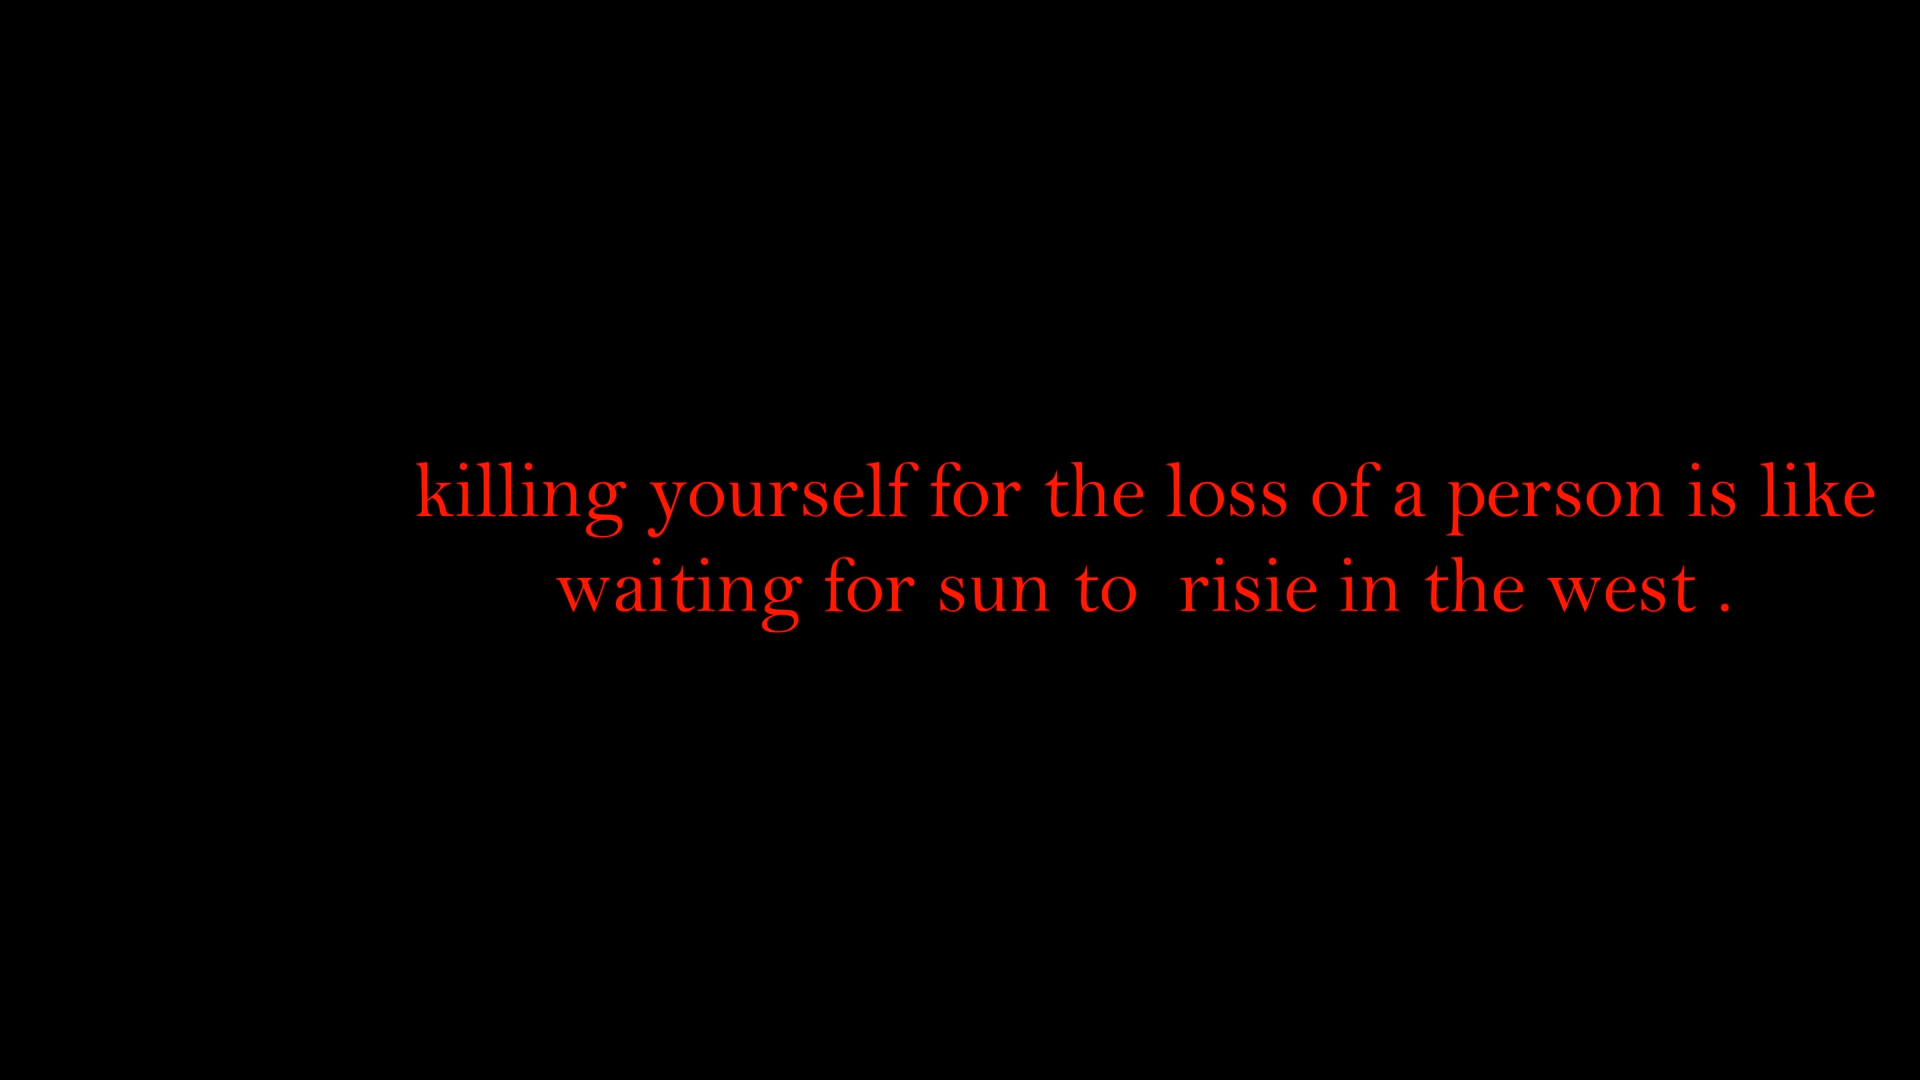 killing yourself for the loss of a person is like
waiting for sun to  risie in the west .